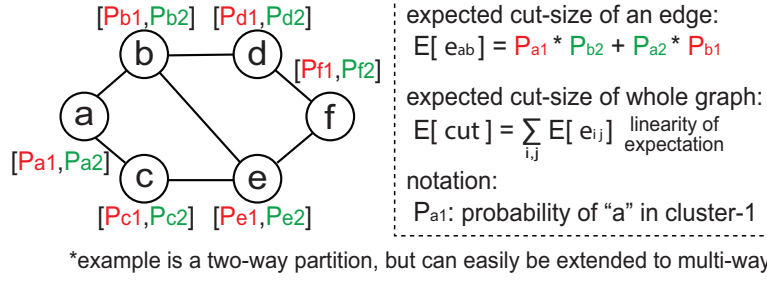 [Pb1,Pb2] [Pd1,Pd2]
b d
[Pf1,Pf2]
a f
[Pa1,Pa2]
c e
[Pc1,Pc2] [Pe1,Pe2]
expected cut-size of an edge:
E[ eab ] = Pa1 * Pb2 + Pa2 * Pb1
expected cut-size of whole graph:
E[ cut ] = ∑ E[ eij ] linearity of
i,j expectation
notation:
Pa1: probability of “a” in cluster-1
*example is a two-way partition, but can easily be extended to multi-way